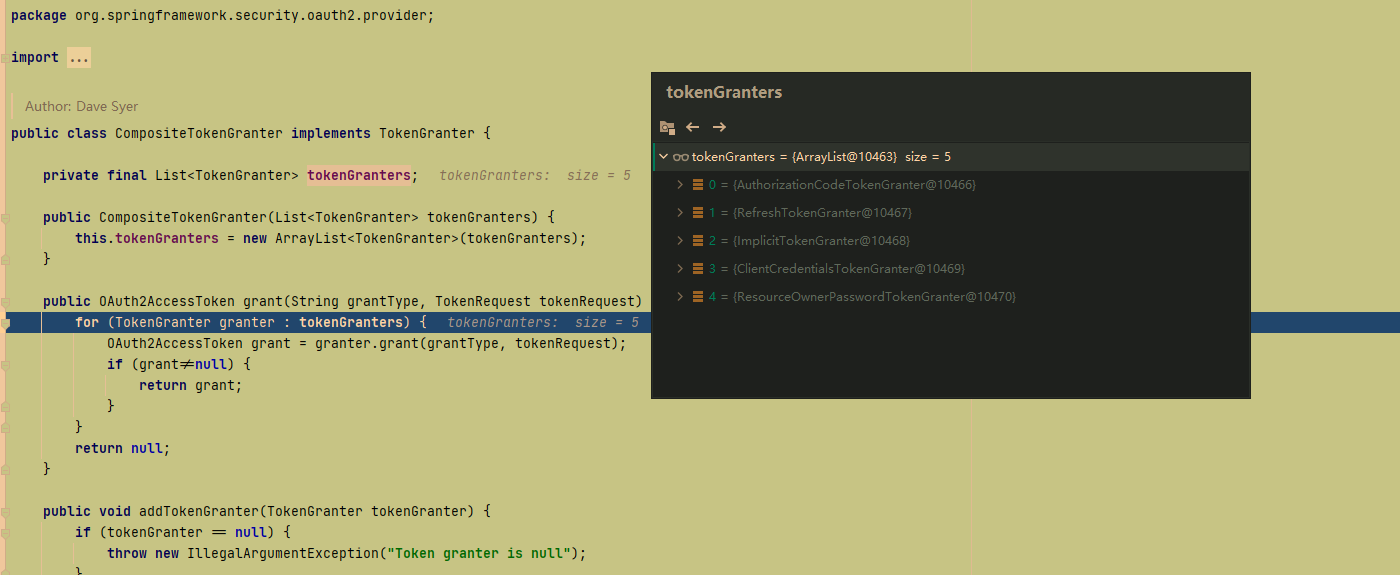 package org.springframework.security.oauth2.provider;
import ...
Author: Dave Syer
public class CompositeTokenGranter implements TokenGranter {
private final List<TokenGranter> tokenGranters; tokenGranters: size = 5
public CompositeTokenGranter(List<TokenGranter> tokenGranters) {
this.tokenGranters = new ArrayList<TokenGranter>(tokenGranters);
}
public OAuth2AccessToken grant(String grantType, TokenRequest tokenRequest)
for (TokenGranter granter : tokenGranters) { tokenGranters: size = 5
OAuth2AccessToken grant = granter.grant(grantType, tokenRequest);
if (grant≠null) {
return grant;
}
}
return null;
}
public void addTokenGranter(TokenGranter tokenGranter) {
if (tokenGranter == null) {
throw new IllegalArgumentException("Token granter is null");
}
tokenGranters
tokenGranters = {ArrayList@10463} size = 5
0 = {AuthorizationCodeTokenGranter@10466}
1 = {RefreshTokenGranter@10467}
2 = {ImplicitTokenGranter@10468}
3 = {ClientCredentialsTokenGranter@10469}
4 = {ResourceOwnerPasswordTokenGranter@10470}